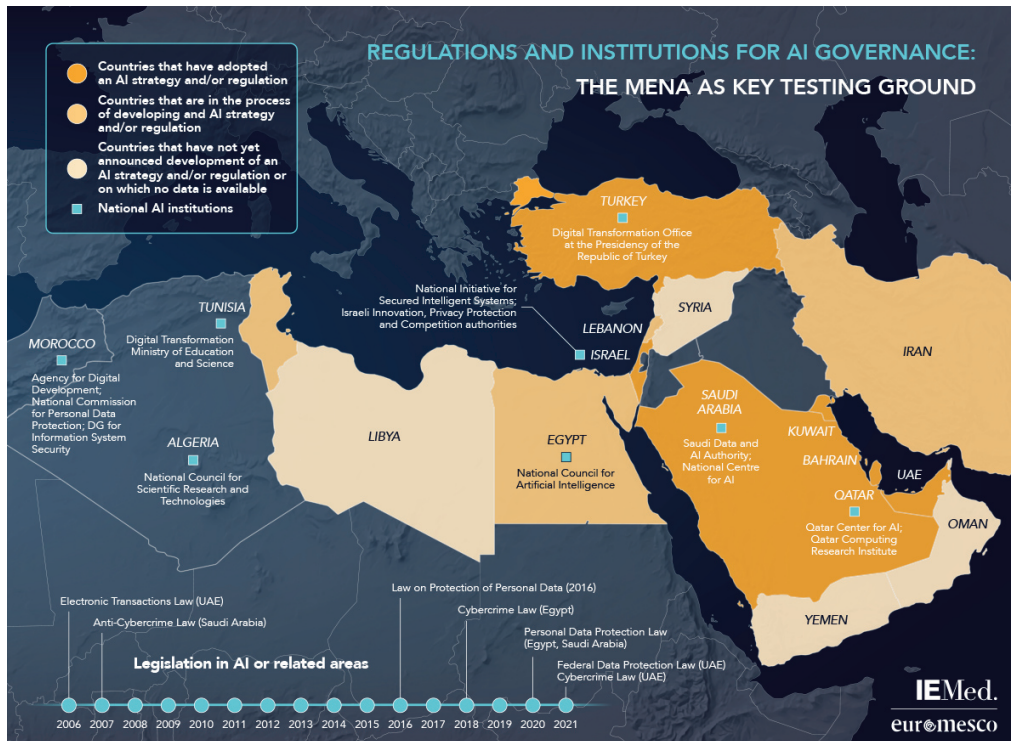 REGULATIONS AND INSTITUTIONS FOR AI GOVERNANCE:
THE MENA AS KEY TESTING GROUND
Countries that have adopted
an AI strategy and/or regulation
Countries that are in the process
of developing and AI strategy
and/or regulation
Countries that have not yet
announced development of an
AI strategy and/or regulation or
on which no data is available
National AI institutions
TURKEY
Digital Transformation Office
at the Presidency of the
Republic of Turkey
National Initiative for
Secured Intelligent Systems;
Israeli Innovation, Privacy Protection
and Competition authorities
LEBANON
ISRAEL
SYRIA
IRAN
TUNISIA
Digital Transformation
Ministry of Education
and Science
MOROCCO
Agency for Digital
Development;
National Commission
for Personal Data
Protection; DG for
Information System
Security
ALGERIA
National Council for
Scientific Research and
Technologies
LIBYA
EGYPT
National Council for
Artificial Intelligence
SAUDI
ARABIA
Saudi Data and
AI Authority;
National Centre
for AI
KUWAIT
BAHRAIN
UAE
QATAR
Qatar Center for AI;
Qatar Computing
Research Institute
OMAN
YEMEN
Electronic Transactions Law (UAE)
Anti-Cybercrime Law (Saudi Arabia)
Law on Protection of Personal Data (2016)
Cybercrime Law (Egypt)
Personal Data Protection Law
(Egypt, Saudi Arabia)
Federal Data Protection Law (UAE)
Cybercrime Law (UAE)
Legislation in AI or related areas
2006 2007 2008 2009 2010 2011 2012 2013 2014 2015 2016 2017 2018 2019 2020 2021
IEMed.
euromesco